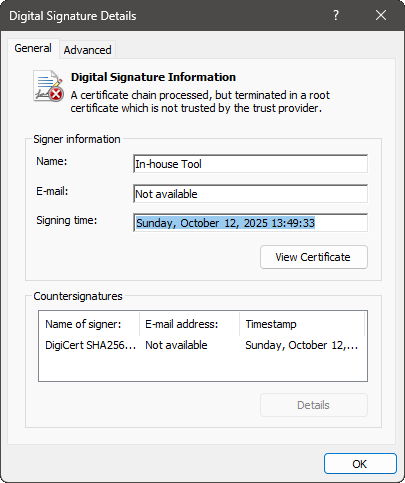 Digital Signature Details
General
Advanced
Digital Signature Information
A certificate chain processed, but terminated in a root
certificate which is not trusted by the trust provider.
Signer information
Name:
In-house Tool
E-mail:
Not available
Signing time:
Sunday, October 12, 2025 13:49:33
View Certificate
Countersignatures
Name of signer: E-mail address: Timestamp
DigiCert SHA256... Not available Sunday, October 12,...
Details
OK